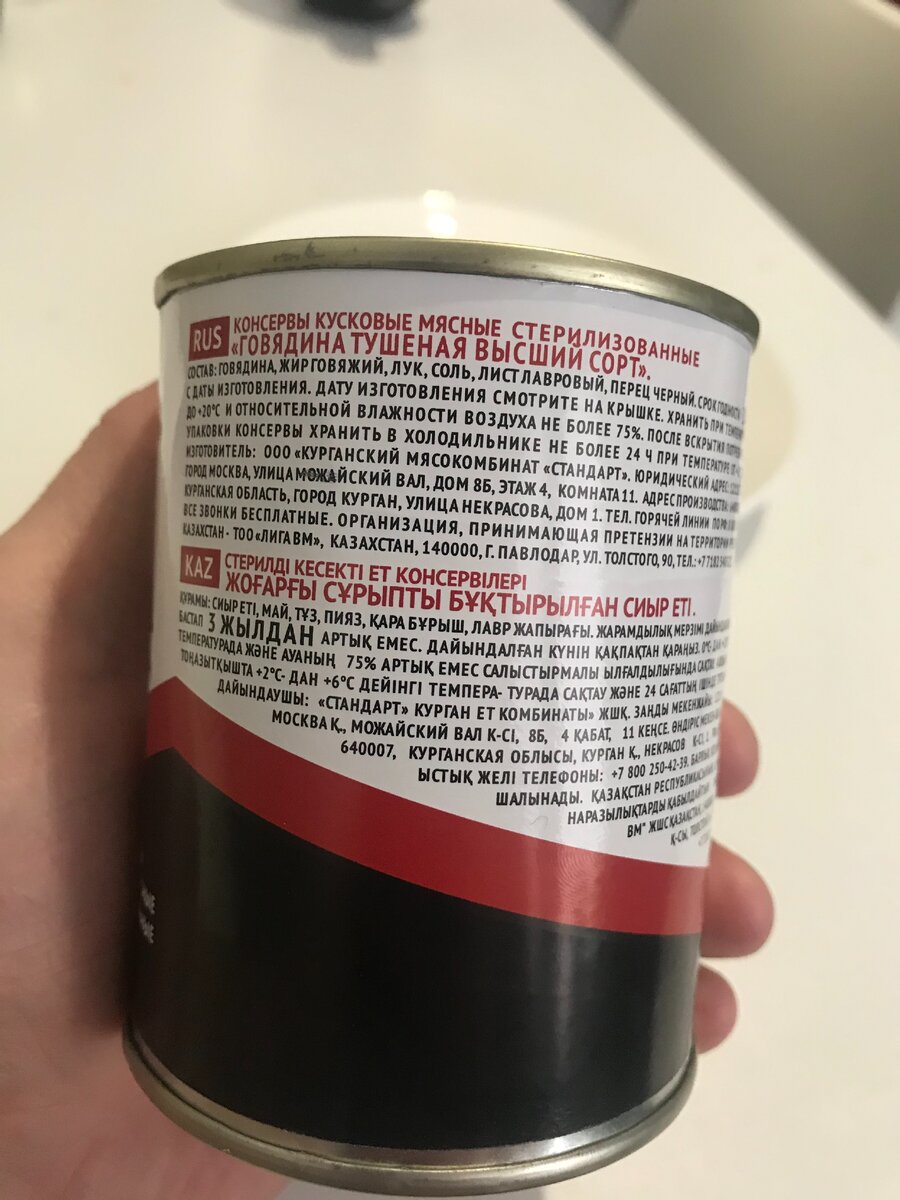 RUS КОНСЕРВЫ КУСКОВЫЕ МЯСНЫЕ СТЕРИЛИЗОВАННЫЕ
«ГОВЯДИНА ТУШЕНАЯ ВЫСШИЙ СОРТ».
СОСТАВ: ГОВЯДИНА, ЖИР ГОВЯЖИЙ, ЛУК, СОЛЬ, ЛИСТ ЛАВРОВЫЙ, ПЕРЕЦ ЧЕРНЫЙ. СРОК ГОДНОСТИ
С ДАТЫ ИЗГОТОВЛЕНИЯ. ДАТУ ИЗГОТОВЛЕНИЯ СМОТРИТЕ НА КРЫШКЕ. ХРАНИТЬ ПРИ
ДО +20°С И ОТНОСИТЕЛЬНОЙ ВЛАЖНОСТИ ВОЗДУХА НЕ БОЛЕЕ 75%. ПОСЛЕ ВСКРЫТИЯ
УПАКОВКИ КОНСЕРВЫ ХРАНИТЬ В ХОЛОДИЛЬНИКЕ НЕ БОЛЕЕ 24 Ч ПРИ ТЕМПЕРАТУРЕ
ИЗГОТОВИТЕЛЬ: ООО «КУРГАНСКИЙ МЯСОКОМБИНАТ «СТАНДАРТ». ЮРИДИЧЕСКИЙ АДРЕС:
ГОРОД МОСКВА, УЛИЦА МОЖАЙСКИЙ ВАЛ, ДОМ 8Б, ЭТАЖ 4, КОМНАТА 11. АДРЕС ПРОИЗВОДСТВА:
КУРГАНСКАЯ ОБЛАСТЬ, ГОРОД КУРГАН, УЛИЦА НЕКРАСОВА, ДОМ 1. ТЕЛ. ГОРЯЧЕЙ ЛИНИИ ПО РФ
ВСЕ ЗВОНКИ БЕСПЛАТНЫЕ. ОРГАНИЗАЦИЯ, ПРИНИМАЮЩАЯ ПРЕТЕНЗИИ НА ТЕРРИТОРИИ
КАЗАХСТАН - ТОО «ЛИГА ВМ», КАЗАХСТАН, 140000, Г. ПАВЛОДАР, УЛ. ТОЛСТОГО, 90, ТЕЛ.:
KAZ СТЕРИЛДІ КЕСЕКТІ ЕТ КОНСЕРВІЛЕРІ
ЖОҒАРҒЫ СҰРЫПТЫ БҰҚТЫРЫЛҒАН СИЫР ЕТІ.
ҚҰРАМЫ: СИЫР ЕТІ, МАЙ, ТҰЗ, ПИЯЗ, ҚАРА БҰРЫШ, ЛАВР ЖАПЫРАҒЫ. ЖАРАМДЫЛЫҚ МЕРЗІМІ
БАСТАП 3 ЖЫЛДАН АРТЫҚ ЕМЕС. ДАЙЫНДАЛҒАН КҮНІН ҚАҚПАҚТАН ҚАРАҢЫЗ. 0°С
ТЕМПЕРАТУРАДА ЖӘНЕ АУАНЫҢ 75% АРТЫҚ ЕМЕС САЛЫСТЫРМАЛЫ ЫЛҒАЛДЫЛЫҒЫНДА САҚТАУ
ТОҢАЗЫТҚЫШТА +2°С- ДАН +6°С ДЕЙІНГІ ТЕМПЕРА- ТУРАДА САҚТАУ ЖӘНЕ 24 САҒАТТЫҢ ІШІНДЕ
ДАЙЫНДАУШЫ: «СТАНДАРТ» КУРГАН ЕТ КОМБИНАТЫ» ЖШҚ. ЗАҢДЫ МЕКЕНЖАЙЫ:
МОСКВА Қ., МОЖАЙСКИЙ ВАЛ К-СІ, 8Б, 4 ҚАБАТ, 11 КЕҢСЕ. ӨНДІРІС
640007, КУРГАНСКАЯ ОБЛЫСЫ, КУРГАН Қ., НЕКРАСОВ К-СІ,
ЫСТЫҚ ЖЕЛІ ТЕЛЕФОНЫ: +7 800 250-42-39.
ШАЛЫНАДЫ. ҚАЗАҚСТАН РЕСПУБЛИКАСЫНЫҢ
НАРАЗЫЛЫҚТАРДЫ ҚАБЫЛДАЙТЫН
ВМ" ЖШС ҚАЗАҚСТАН,
Қ-СЫ,